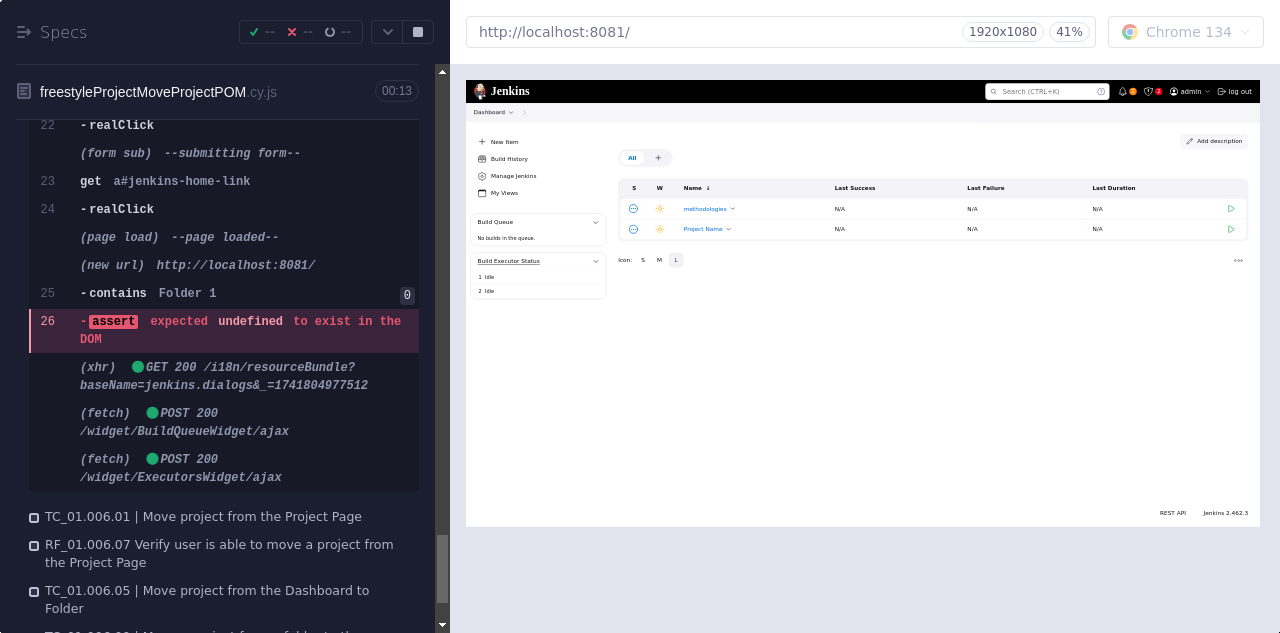 Specs
-- -- --
freestyleProjectMoveProjectPOM.cy.js 00:13
22 -realClick
(form sub) --submitting form--
23 get a#jenkins-home-link
24 -realClick
(page load) --page loaded--
(new url) http://localhost:8081/
25 -contains Folder 1 0
26 -assert expected undefined to exist in the
DOM
(xhr) GET 200 /i18n/resourceBundle?
baseName=jenkins.dialogs&_=1741804977512
(fetch) POST 200
/widget/BuildQueueWidget/ajax
(fetch) POST 200
/widget/ExecutorsWidget/ajax
TC_01.006.01 | Move project from the Project Page
RF_01.006.07 Verify user is able to move a project from
the Project Page
TC_01.006.05 | Move project from the Dashboard to
Folder
http://localhost:8081/ 1920x1080 41% Chrome 134
Jenkins Search (CTRL+K) admin log out
Dashboard
New Item
Build History
Manage Jenkins
My Views
Build Queue
No builds in the queue.
Build Executor Status
1 Idle
2 Idle
Add description
All +
S W Name ↓ Last Success Last Failure Last Duration
methodologies N/A N/A N/A
Project Name N/A N/A N/A
Icon: S M L
REST API Jenkins 2.462.3